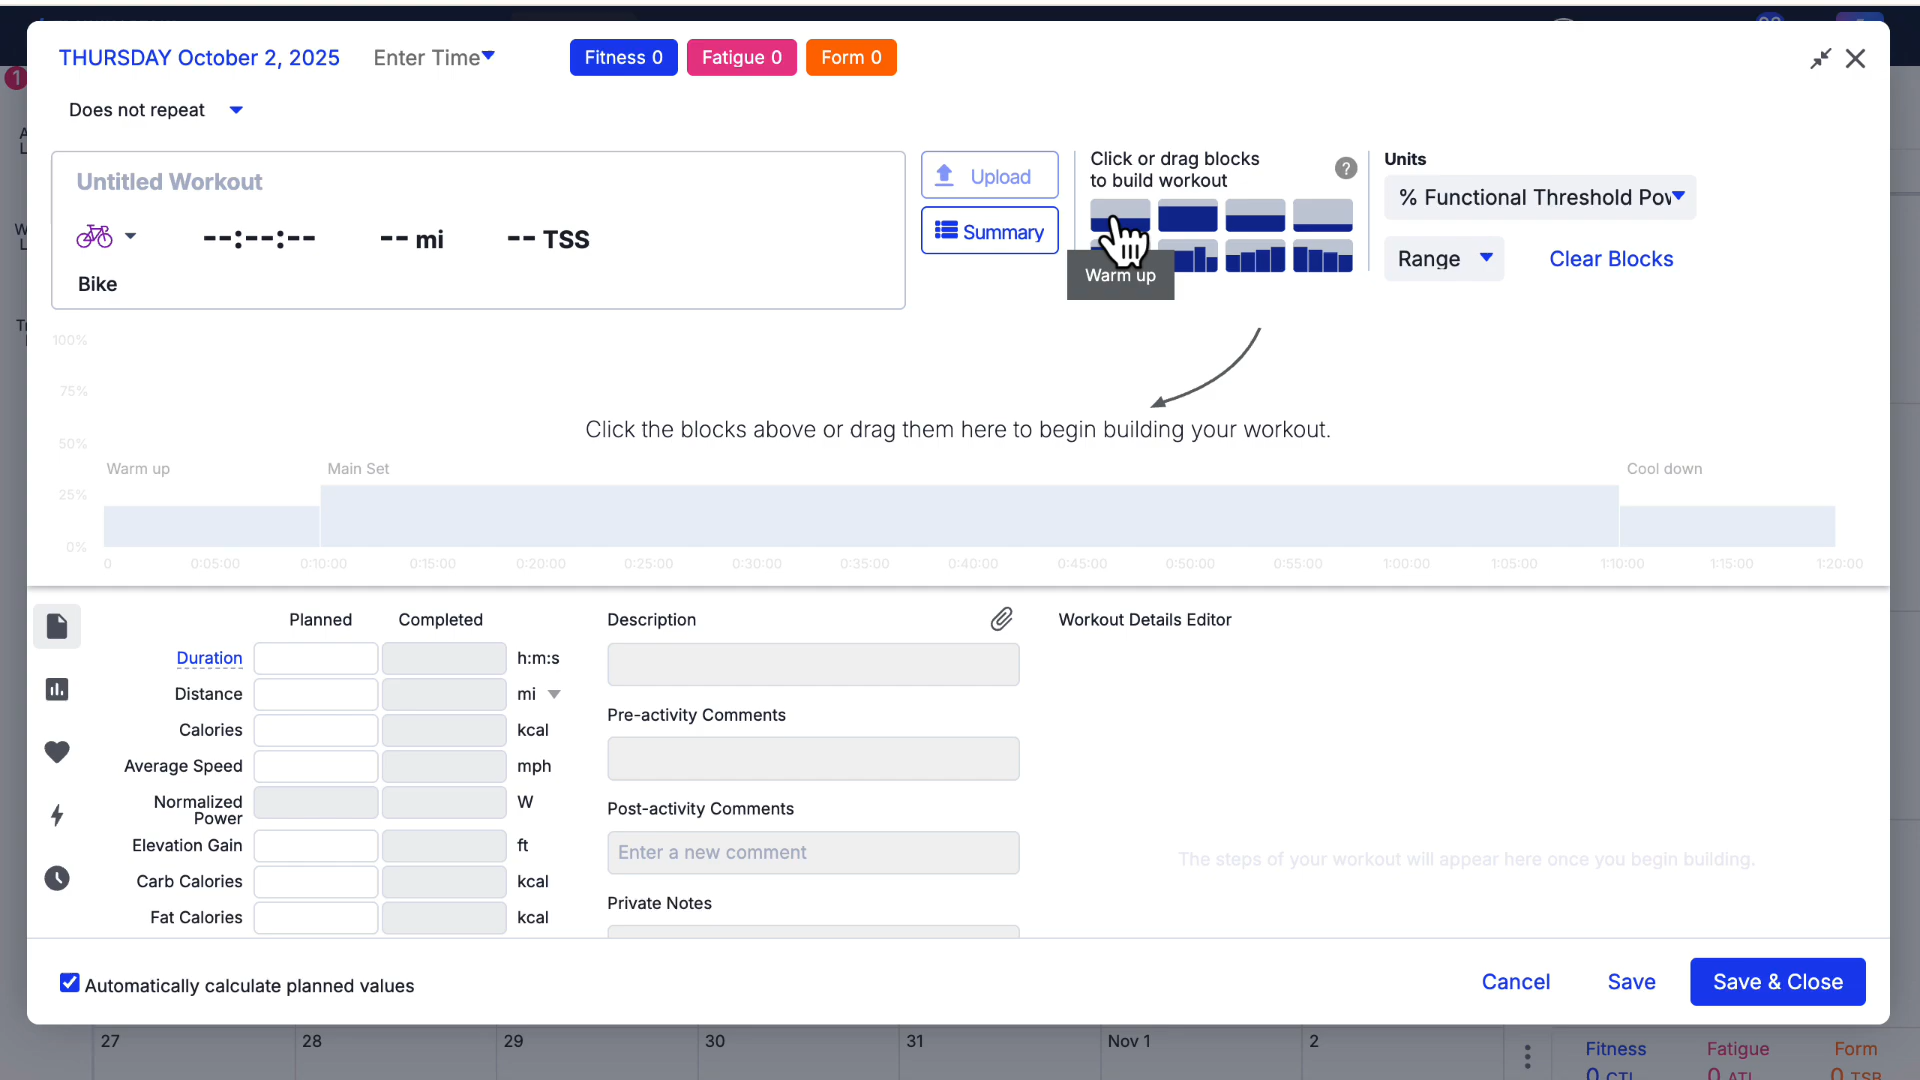 THURSDAY October 2, 2025 Enter Time
Fitness 0 Fatigue 0 Form 0
1
Does not repeat
Untitled Workout
--:--:-- -- mi -- TSS
Bike
Upload
Summary
Click or drag blocks
to build workout
?
Warm up
Units
% Functional Threshold Pow
Range
Clear Blocks
100%
75%
50%
25%
0%
Click the blocks above or drag them here to begin building your workout.
Warm up Main Set Cool down
0 0:05:00 0:10:00 0:15:00 0:20:00 0:25:00 0:30:00 0:35:00 0:40:00 0:45:00 0:50:00 0:55:00 1:00:00 1:05:00 1:10:00 1:15:00 1:20:00
Planned Completed
Duration h:m:s
Distance mi
Calories kcal
Average Speed mph
Normalized
Power W
Elevation Gain ft
Carb Calories kcal
Fat Calories kcal
Description
Pre-activity Comments
Post-activity Comments
Enter a new comment
Private Notes
Workout Details Editor
The steps of your workout will appear here once you begin building.
Automatically calculate planned values
Cancel Save Save & Close
27 28 29 30 31 Nov 1 2
Fitness Fatigue Form
0 CTL 0 ATL 0 TSB